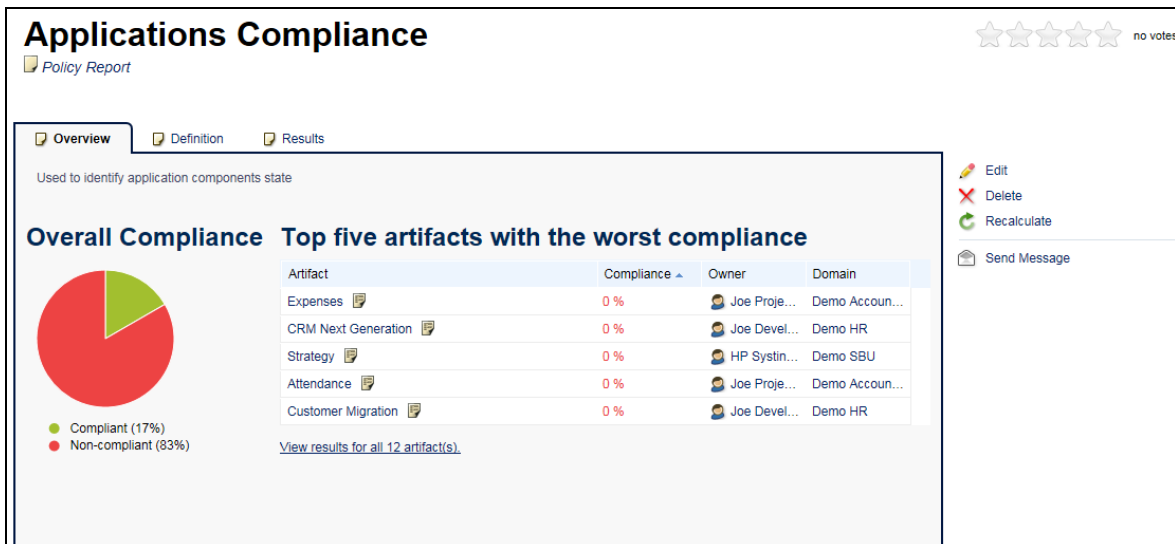 Applications Compliance
no votes
Policy Report
Overview Definition Results
Used to identify application components state
Edit
Delete
Recalculate
Send Message
Overall Compliance
Compliant (17%)
Non-compliant (83%)
Top five artifacts with the worst compliance
Artifact Compliance Owner Domain
Expenses 0 % Joe Proje... Demo Accoun...
CRM Next Generation 0 % Joe Devel... Demo HR
Strategy 0 % HP Systin... Demo SBU
Attendance 0 % Joe Proje... Demo Accoun...
Customer Migration 0 % Joe Devel... Demo HR
View results for all 12 artifact(s).